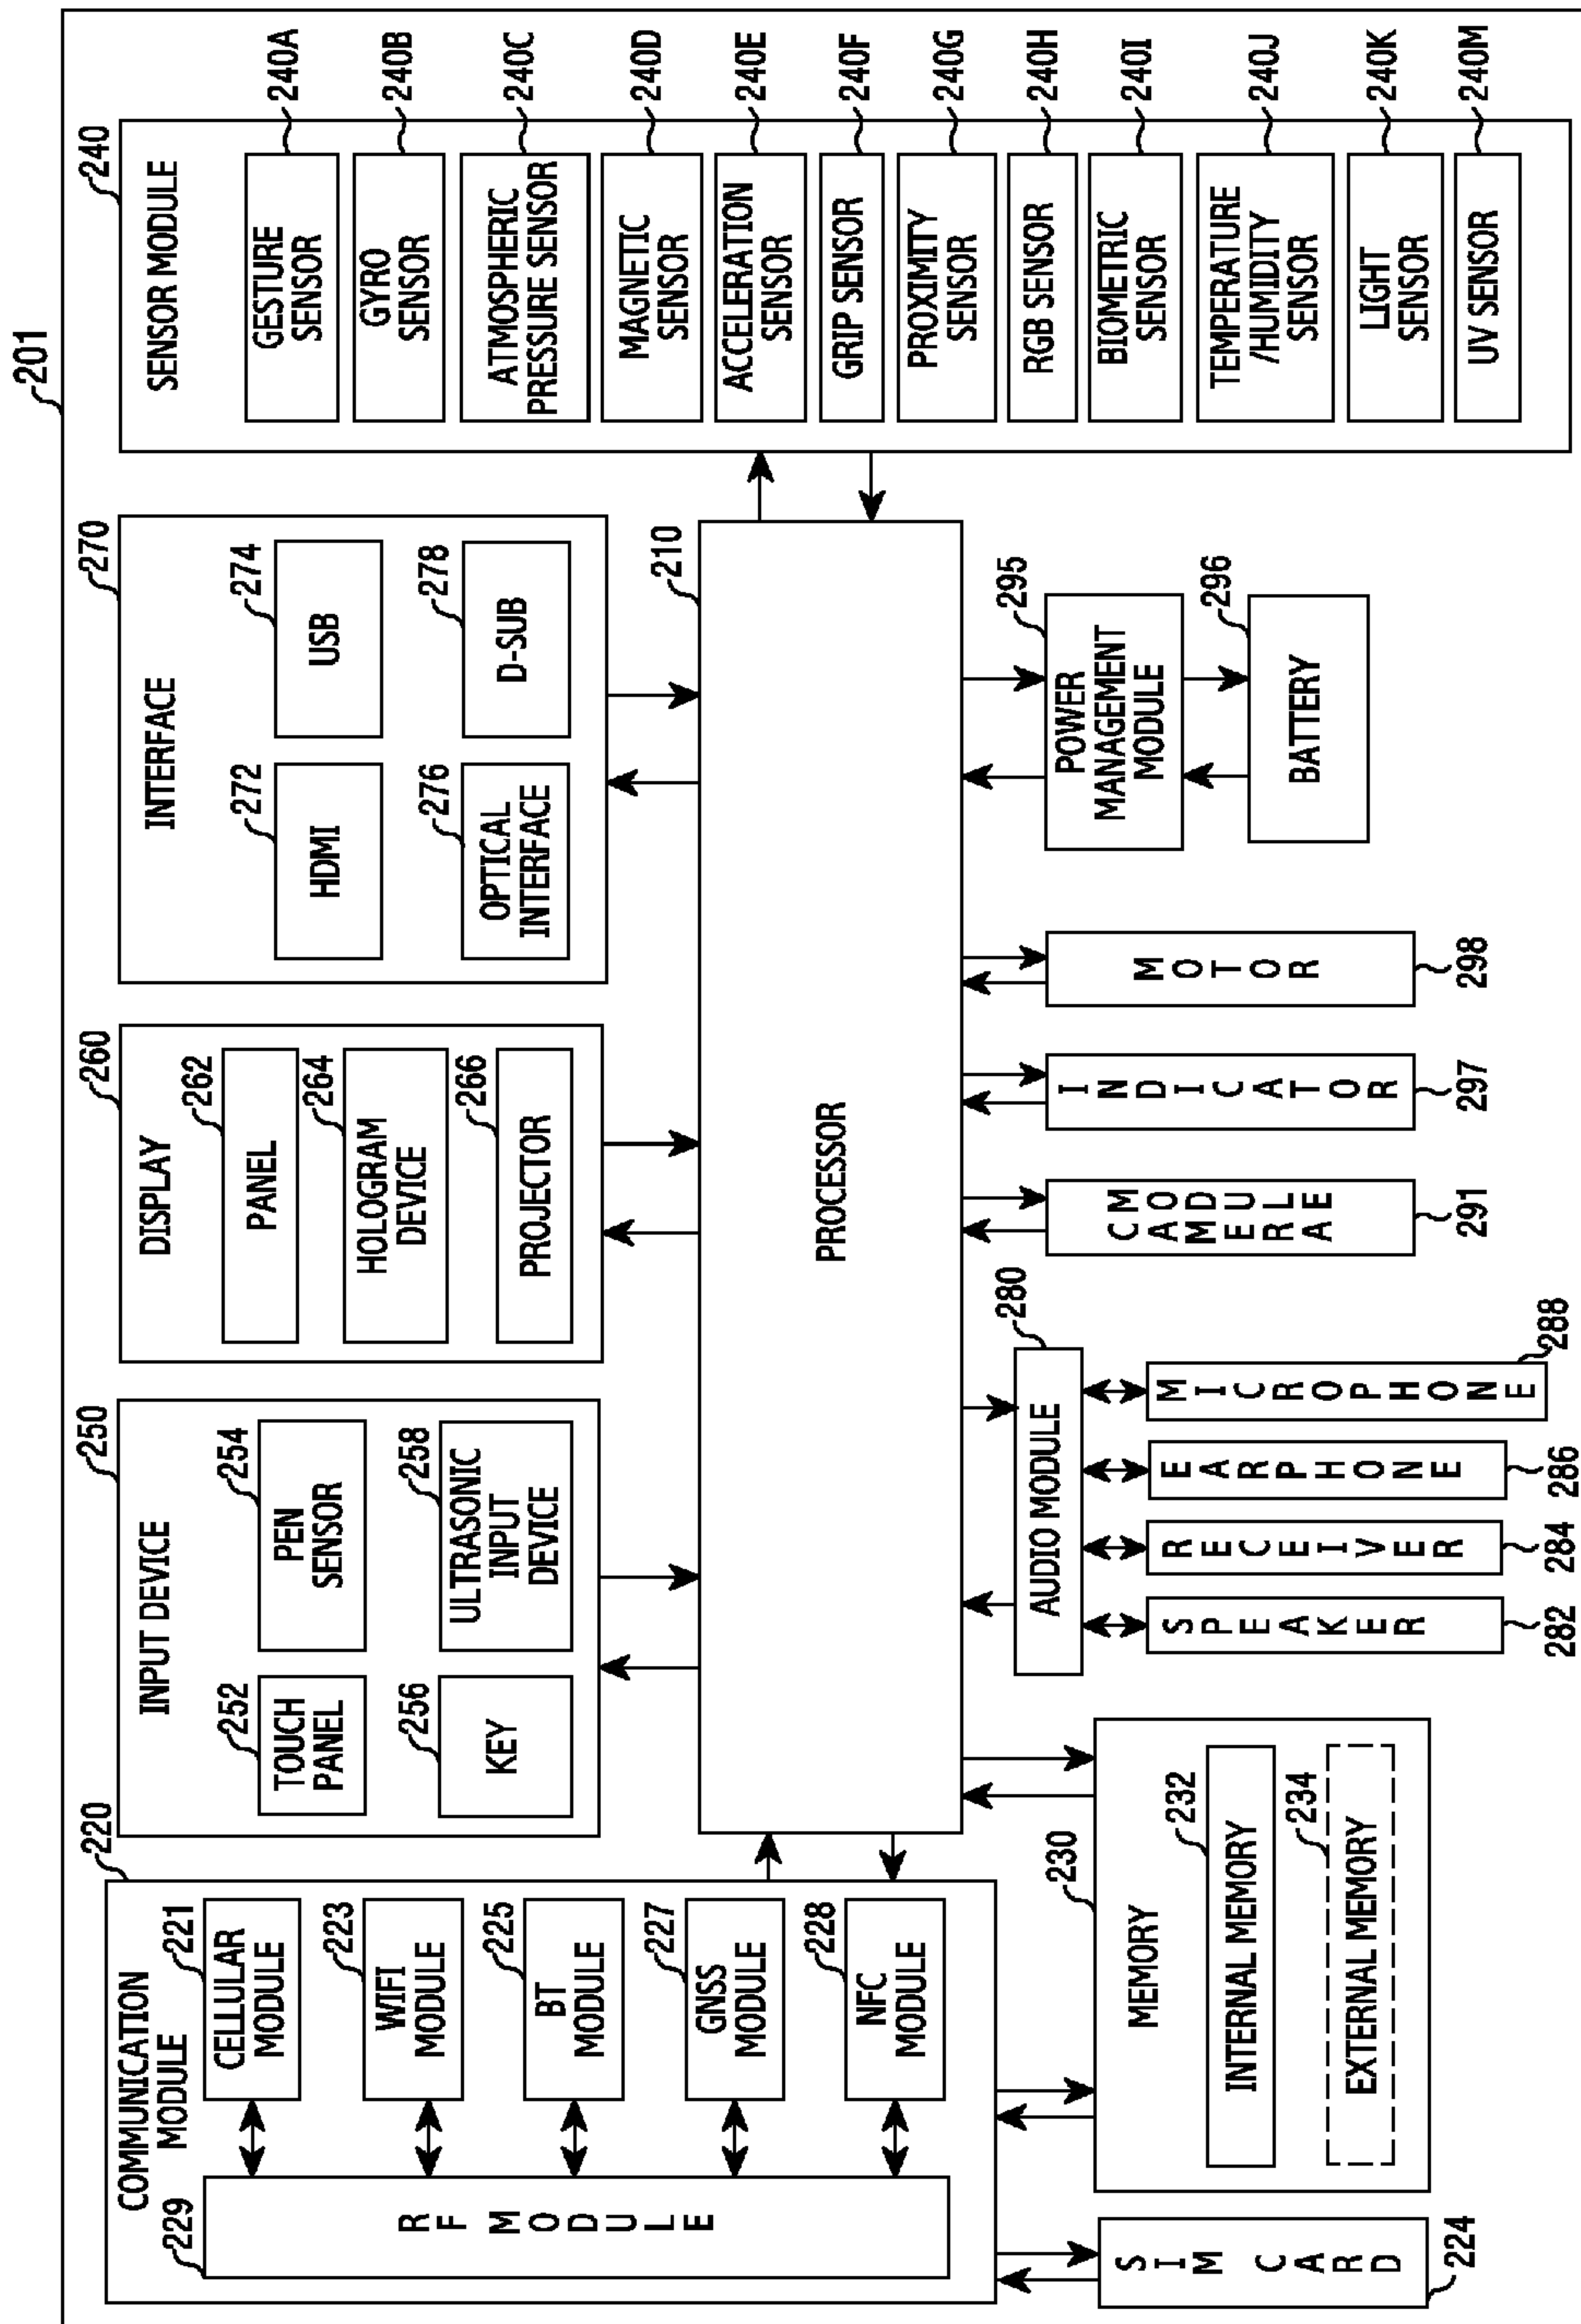 201
COMMUNICATION
MODULE
220
229
RF MODULE
221
CELLULAR
MODULE
223
WIFI
MODULE
225
BT
MODULE
227
GNSS
MODULE
228
NFC
MODULE
INPUT DEVICE
250
252
TOUCH
PANEL
254
PEN
SENSOR
256
KEY
258
ULTRASONIC
INPUT
DEVICE
DISPLAY
260
262
PANEL
264
HOLOGRAM
DEVICE
266
PROJECTOR
INTERFACE
270
272
HDMI
274
USB
276
OPTICAL
INTERFACE
278
D-SUB
SENSOR MODULE
240
GESTURE
SENSOR
240A
GYRO
SENSOR
240B
ATMOSPHERIC
PRESSURE SENSOR
240C
MAGNETIC
SENSOR
240D
ACCELERATION
SENSOR
240E
GRIP SENSOR
240F
PROXIMITY
SENSOR
240G
RGB SENSOR
240H
BIOMETRIC
SENSOR
240I
TEMPERATURE
/HUMIDITY
SENSOR
240J
LIGHT
SENSOR
240K
UV SENSOR
240M
PROCESSOR
210
SIM CARD
224
MEMORY
230
INTERNAL MEMORY
232
EXTERNAL MEMORY
234
AUDIO MODULE
280
SPEAKER
282
RECEIVER
284
EARPHONE
286
MICROPHONE
288
CAMERA
MODULE
291
INDICATOR
297
MOTOR
298
POWER
MANAGEMENT
MODULE
295
BATTERY
296